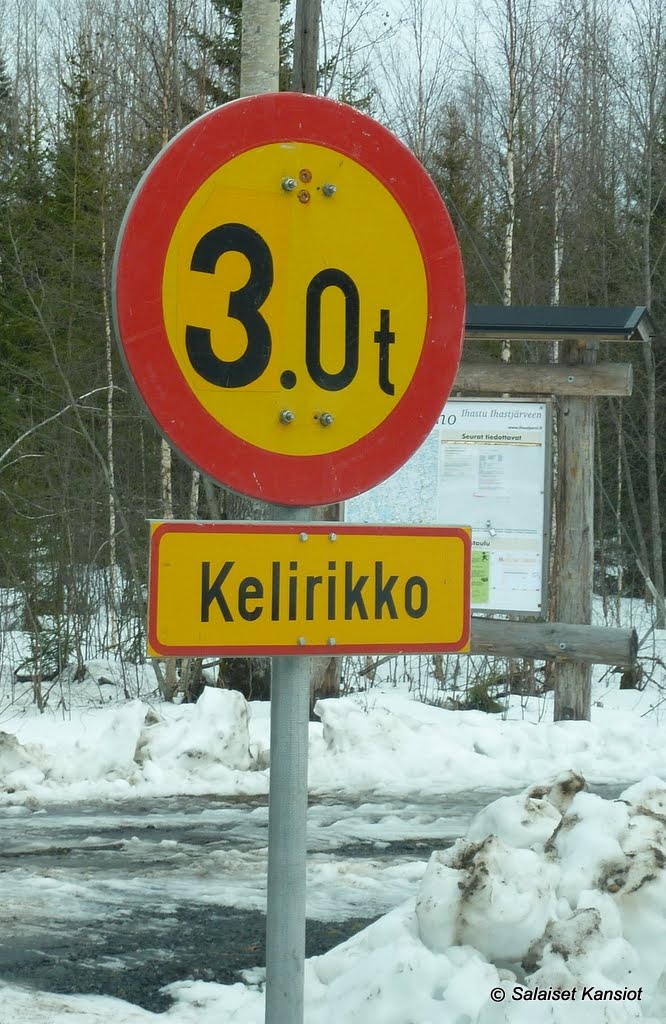 3.0t
Kelirikko
Ihastu Ihastjärveen
Seurat tiedottavat
© Salaiset Kansiot